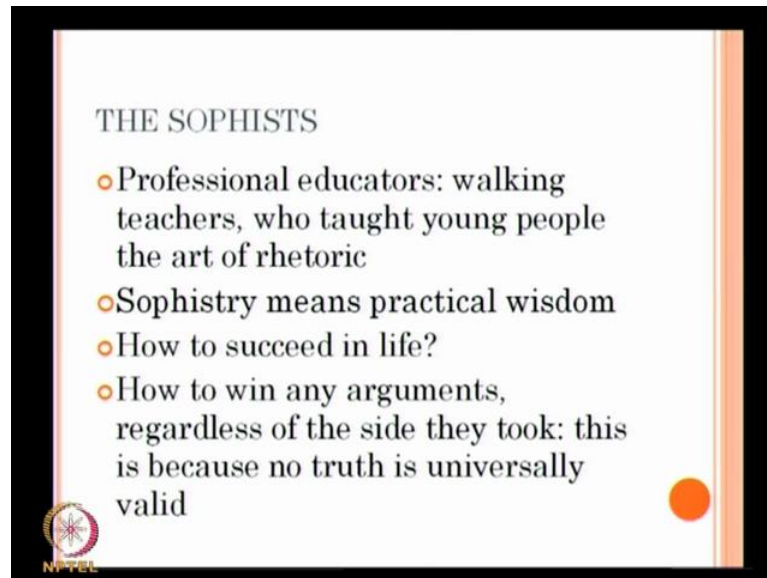 THE SOPHISTS
Professional educators: walking
teachers, who taught young people
the art of rhetoric
Sophistry means practical wisdom
How to succeed in life?
How to win any arguments,
regardless of the side they took: this
is because no truth is universally
valid
NPTEL